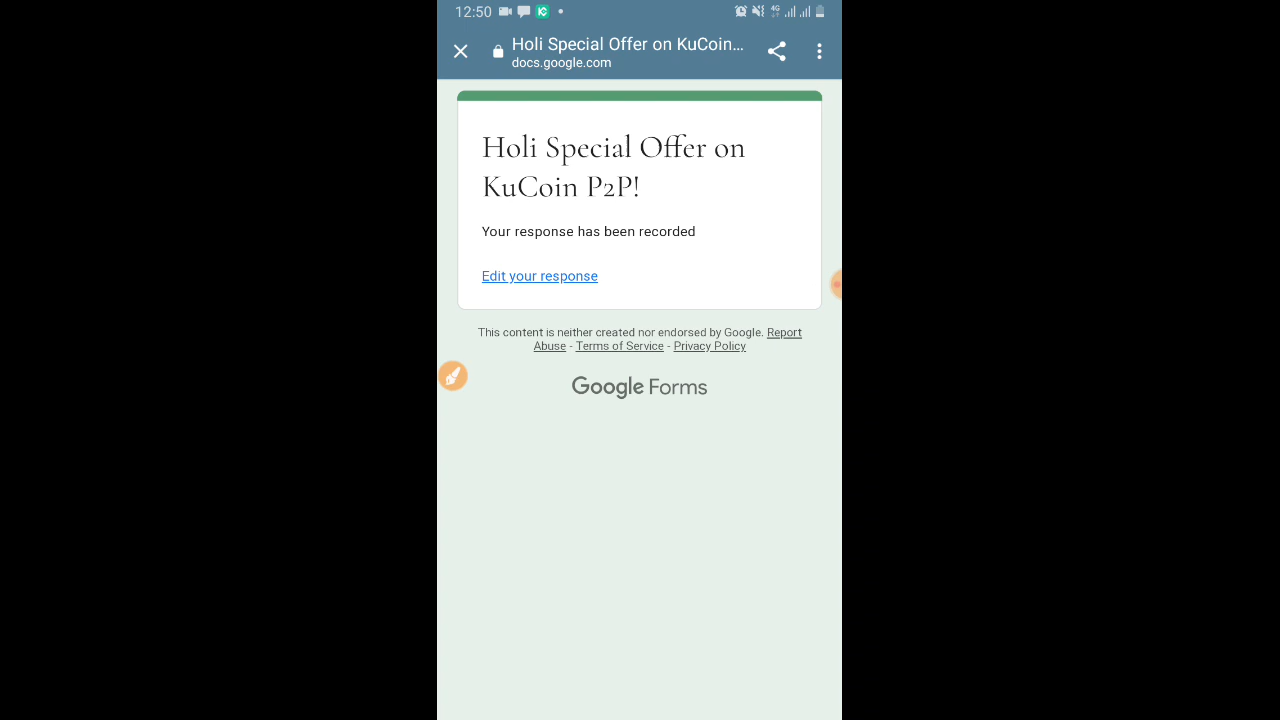 12:50
4G
Holi Special Offer on KuCoin...
docs.google.com
Holi Special Offer on
KuCoin P2P!
Your response has been recorded
Edit your response
This content is neither created nor endorsed by Google. Report
Abuse - Terms of Service - Privacy Policy
Google Forms